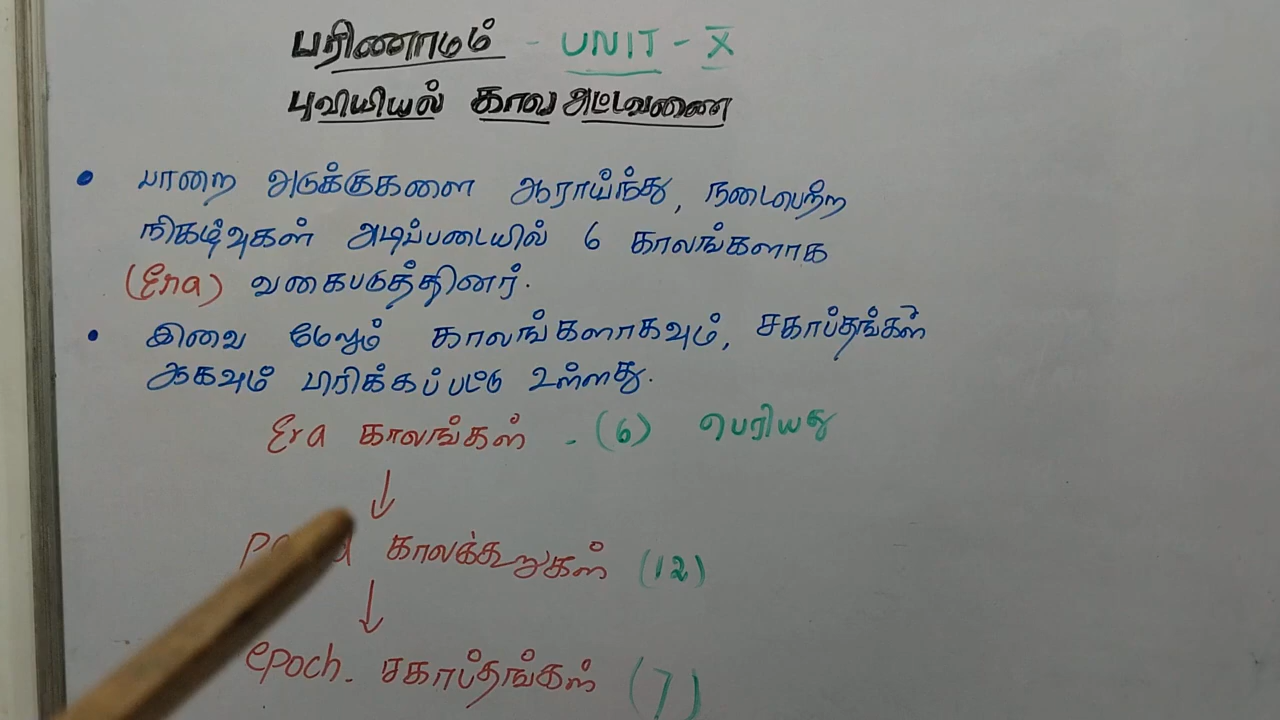 பரிணாமம் - UNIT - X
புவியியல் கால அட்டவணை
• பாறை அடுக்குகளை ஆராய்ந்து, நடைபெற்ற
நிகழ்வுகள் அடிப்படையில் 6 காலங்களாக
(Era) வகைபடுத்தினர்.
• இவை மேலும் காலங்களாகவும், சகாப்தங்கள்
ஆகவும் பிரிக்கப்பட்டு உள்ளது.
Era காலங்கள் - (6) பெரியது
↓
காலக்கூறுகள் (12)
↓
epoch. சகாப்தங்கள் (7)